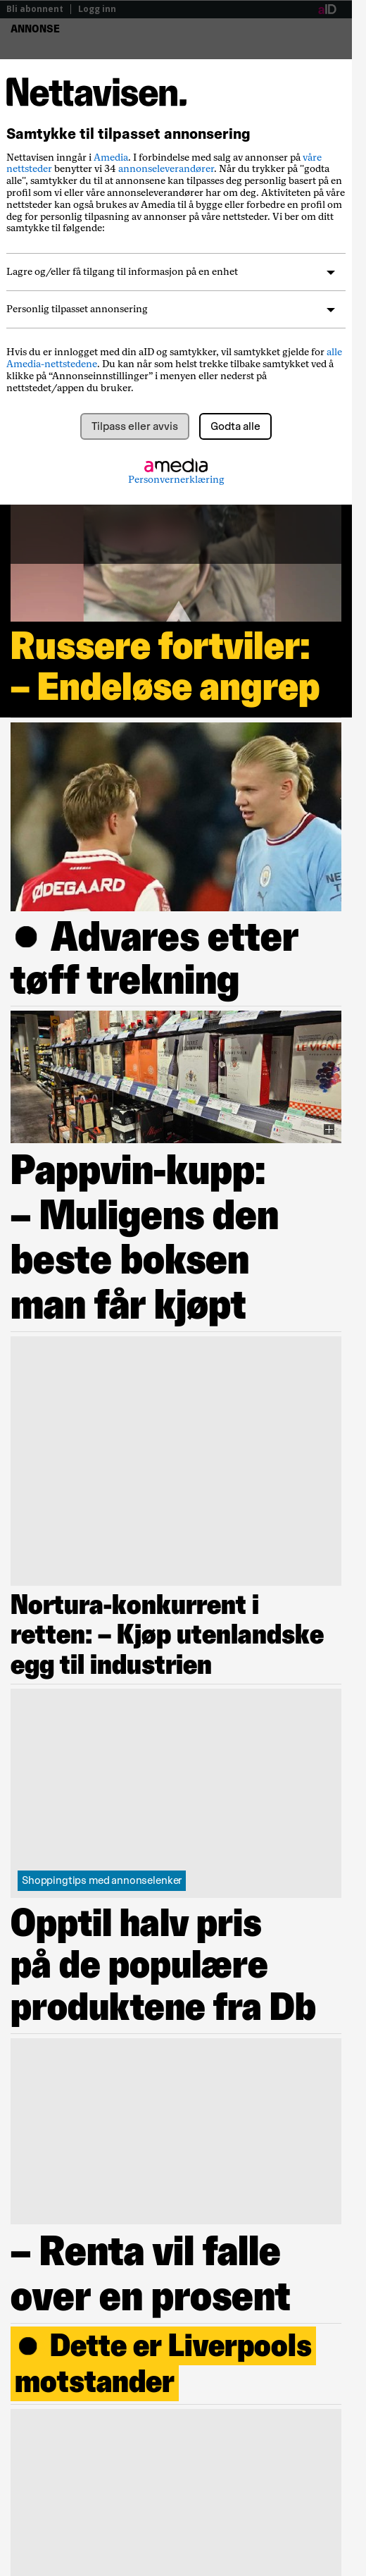 Bli abonnent | Logg inn
aID
ANNONSE
Nettavisen.
Samtykke til tilpasset annonsering
Nettavisen inngår i Amedia. I forbindelse med salg av annonser på våre
nettsteder benytter vi 34 annonseleverandører. Når du trykker på "godta
alle", samtykker du til at annonsene kan tilpasses deg personlig basert på en
profil som vi eller våre annonseleverandører har om deg. Aktiviteten på våre
nettsteder kan også brukes av Amedia til å bygge eller forbedre en profil om
deg for personlig tilpasning av annonser på våre nettsteder. Vi ber om ditt
samtykke til følgende:
Lagre og/eller få tilgang til informasjon på en enhet
Personlig tilpasset annonsering
Hvis du er innlogget med din aID og samtykker, vil samtykket gjelde for alle
Amedia-nettstedene. Du kan når som helst trekke tilbake samtykket ved å
klikke på “Annonseinnstillinger” i menyen eller nederst på
nettstedet/appen du bruker.
Tilpass eller avvis
Godta alle
amedia
Personvernerklæring
Russere fortviler:
– Endeløse angrep
ØDEGAARD
● Advares etter
tøff trekning
LE VIGNE
Pappvin-kupp:
– Muligens den
beste boksen
man får kjøpt
Nortura-konkurrent i
retten: – Kjøp utenlandske
egg til industrien
Shoppingtips med annonselenker
Opptil halv pris
på de populære
produktene fra Db
– Renta vil falle
over en prosent
● Dette er Liverpools
motstander